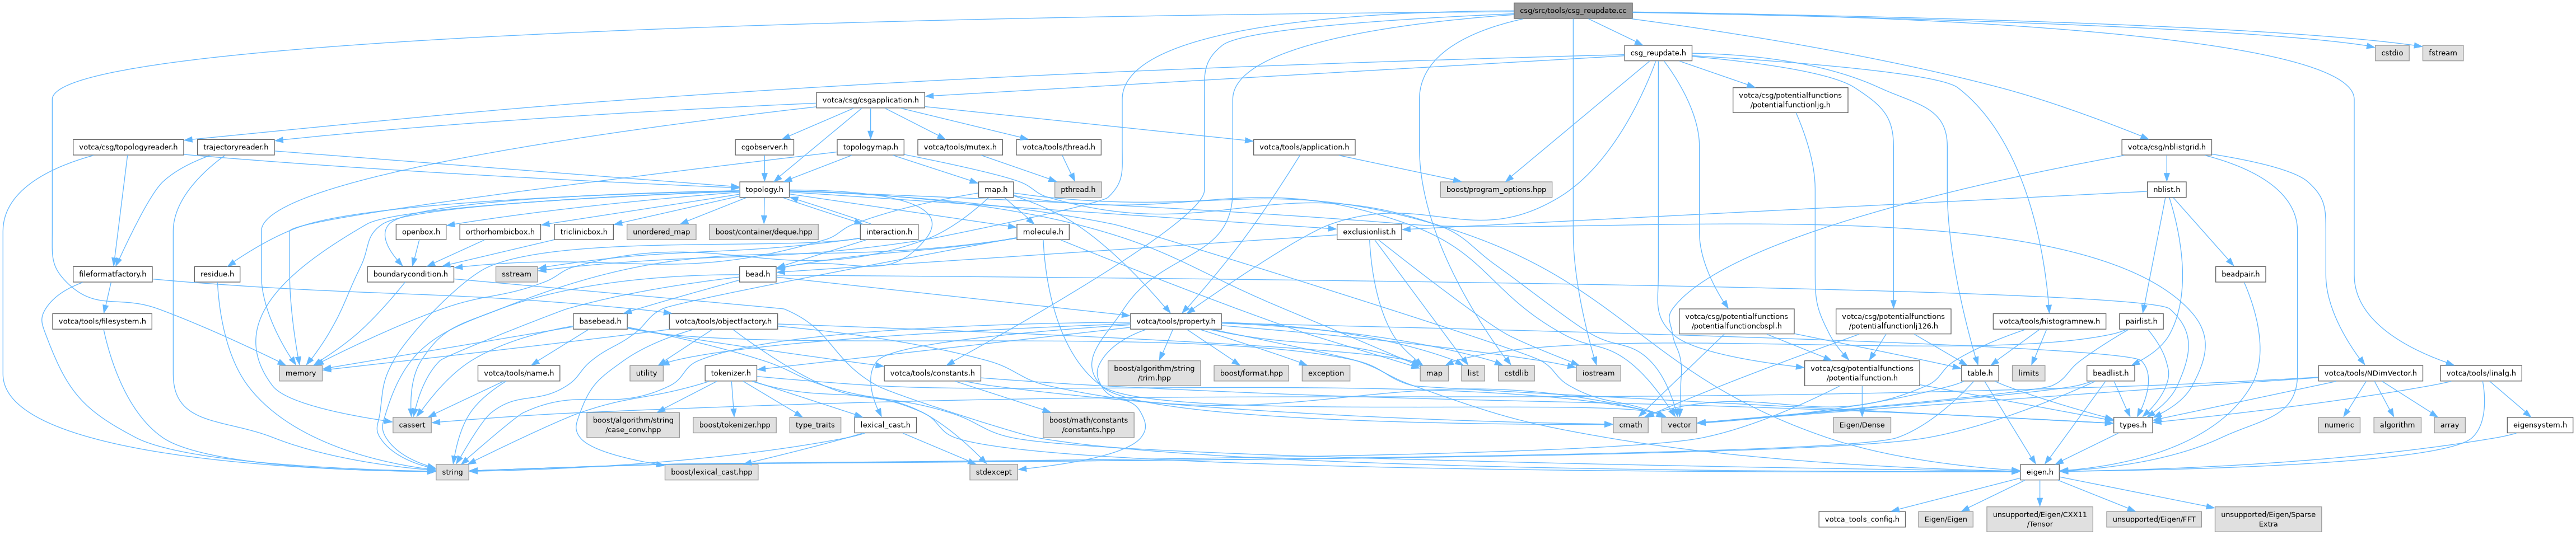 csg/src/tools/csg_reupdate.cc
csg_reupdate.h
cstdio
fstream
votca/csg/csgapplication.h
votca/csg/potentialfunctions
/potentialfunctionljg.h
votca/csg/topologyreader.h
trajectoryreader.h
cgobserver.h
topologymap.h
votca/tools/mutex.h
votca/tools/thread.h
votca/tools/application.h
votca/csg/nblistgrid.h
topology.h
map.h
pthread.h
boost/program_options.hpp
nblist.h
openbox.h
orthorhombicbox.h
triclinicbox.h
unordered_map
boost/container/deque.hpp
interaction.h
molecule.h
exclusionlist.h
fileformatfactory.h
residue.h
boundarycondition.h
sstream
bead.h
beadpair.h
votca/tools/filesystem.h
basebead.h
votca/tools/objectfactory.h
votca/tools/property.h
votca/csg/potentialfunctions
/potentialfunctioncbspl.h
votca/csg/potentialfunctions
/potentialfunctionlj126.h
votca/tools/histogramnew.h
pairlist.h
memory
votca/tools/name.h
utility
tokenizer.h
votca/tools/constants.h
boost/algorithm/string
/trim.hpp
boost/format.hpp
exception
map
list
cstdlib
iostream
votca/csg/potentialfunctions
/potentialfunction.h
table.h
limits
beadlist.h
votca/tools/NDimVector.h
votca/tools/linalg.h
cassert
boost/algorithm/string
/case_conv.hpp
boost/tokenizer.hpp
type_traits
lexical_cast.h
boost/math/constants
/constants.hpp
cmath
vector
Eigen/Dense
types.h
numeric
algorithm
array
eigensystem.h
string
boost/lexical_cast.hpp
stdexcept
eigen.h
votca_tools_config.h
Eigen/Eigen
unsupported/Eigen/CXX11
/Tensor
unsupported/Eigen/FFT
unsupported/Eigen/Sparse
Extra